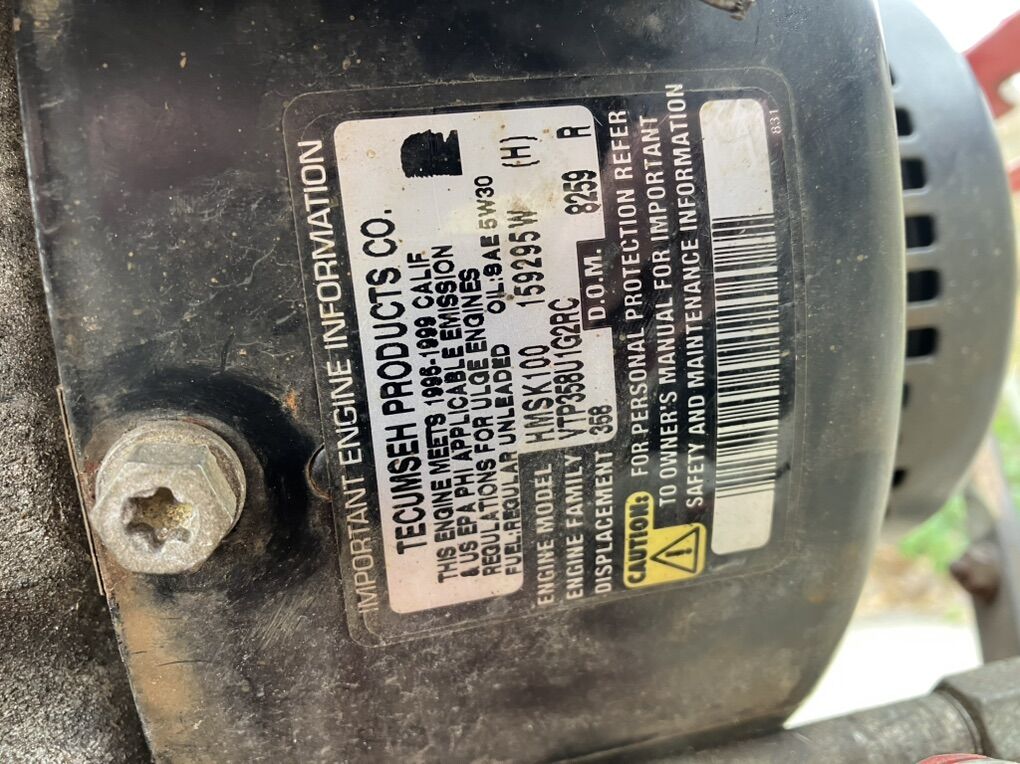 IMPORTANT ENGINE INFORMATION
TECUMSEH PRODUCTS CO.
THIS ENGINE MEETS 1995-1999 CALIF
& US EPA PHI APPLICABLE EMISSION
REGULATIONS FOR ULGE ENGINES
FUEL:REGULAR UNLEADED OIL:SAE 5W30
ENGINE MODEL HMSK100 159295W (H)
ENGINE FAMILY VTP358U1G2RC
DISPLACEMENT 358 D.O.M. 8259 R
CAUTION: FOR PERSONAL PROTECTION REFER
TO OWNER'S MANUAL FOR IMPORTANT
SAFETY AND MAINTENANCE INFORMATION
831